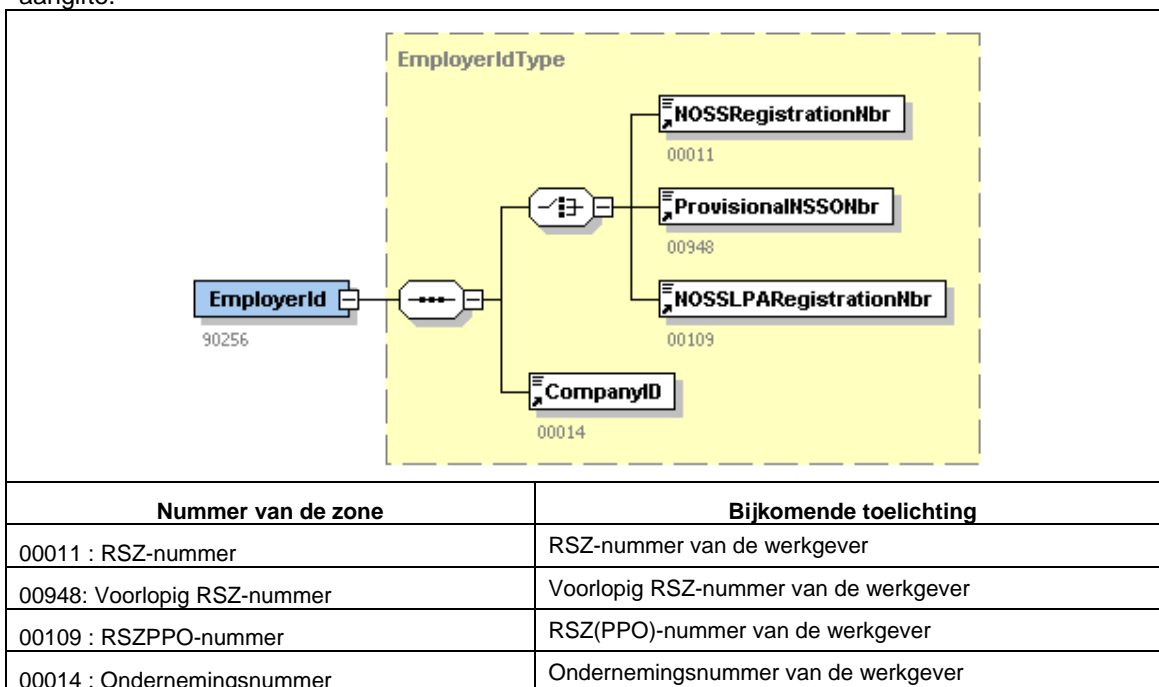 aangifte.
EmployerIdType
NOSSRegistrationNbr
00011
ProvisionalNSSONbr
00948
EmployerId
90256
NOSSLPARegistrationNbr
00109
CompanyID
00014
Nummer van de zone
Bijkomende toelichting
00011 : RSZ-nummer
RSZ-nummer van de werkgever
00948: Voorlopig RSZ-nummer
Voorlopig RSZ-nummer van de werkgever
00109 : RSZPPO-nummer
RSZ(PPO)-nummer van de werkgever
00014 : Ondernemingsnummer
Ondernemingsnummer van de werkgever